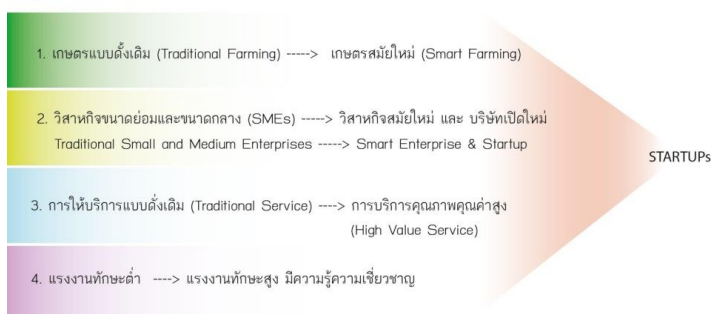 1. เกษตรแบบดั้งเดิม (Traditional Farming) -----> เกษตรสมัยใหม่ (Smart Farming)
2. วิสาหกิจขนาดย่อมและขนาดกลาง (SMEs) -----> วิสาหกิจสมัยใหม่ และ บริษัทเปิดใหม่
Traditional Small and Medium Enterprises -----> Smart Enterprise & Startup
STARTUPs
3. การให้บริการแบบดั่งเดิม (Traditional Service) ----> การบริการคุณภาพคุณค่าสูง
(High Value Service)
4. แรงงานทักษะต่ำ ----> แรงงานทักษะสูง มีความรู้ความเชี่ยวชาญ